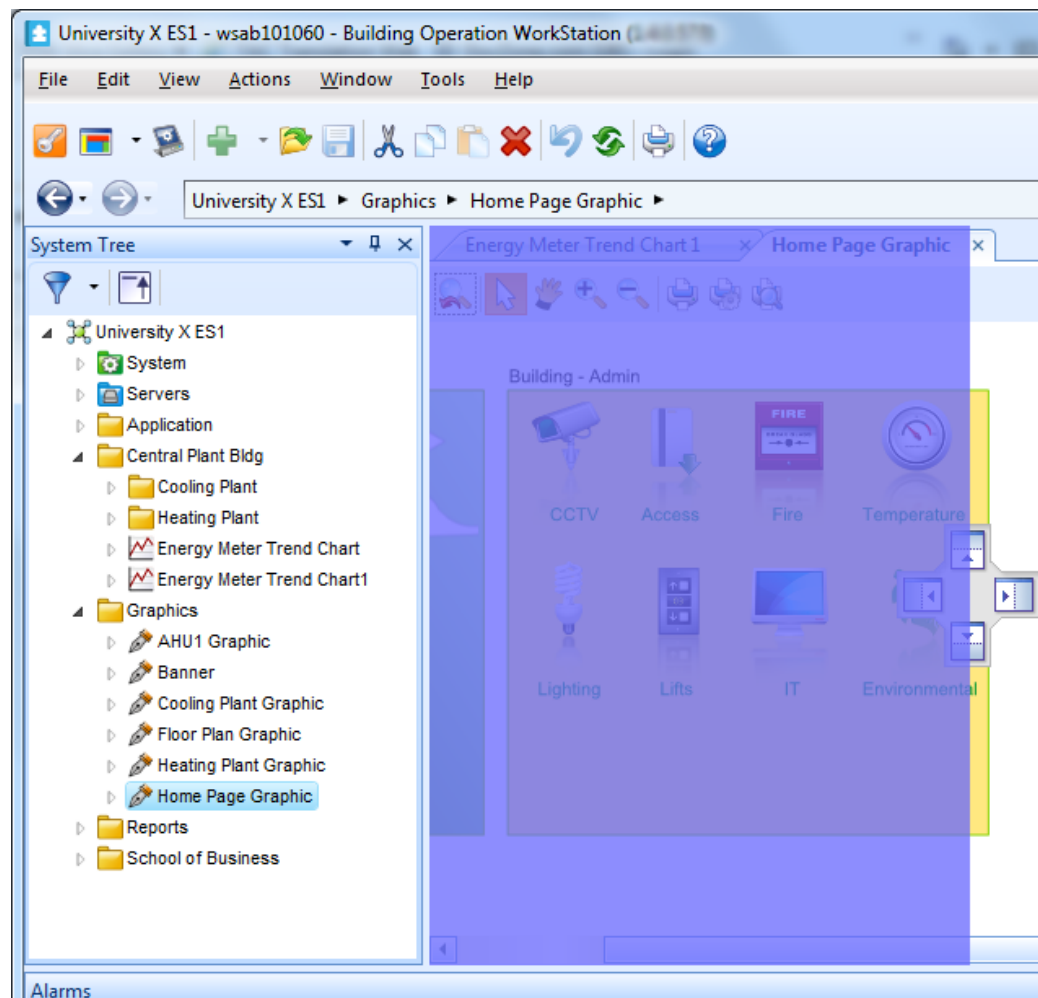 University X ES1 - wsab101060 - Building Operation WorkStation
File Edit View Actions Window Tools Help
University X ES1 Graphics Home Page Graphic
System Tree
Energy Meter Trend Chart 1 Home Page Graphic
University X ES1
System
Servers
Application
Central Plant Bldg
Cooling Plant
Heating Plant
Energy Meter Trend Chart
Energy Meter Trend Chart1
Graphics
AHU1 Graphic
Banner
Cooling Plant Graphic
Floor Plan Graphic
Heating Plant Graphic
Home Page Graphic
Reports
School of Business
Building - Admin
FIRE
CCTV Access Fire Temperature
Lighting Lifts IT Environmental
Alarms